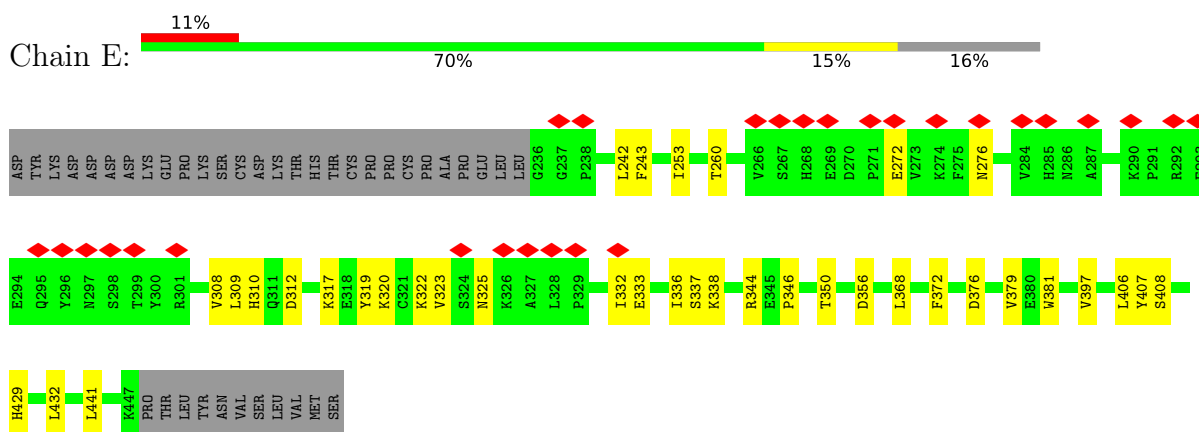 11%
Chain E:
70% 15% 16%
ASP TYR LYS ASP ASP ASP ASP LYS GLU PRO LYS SER CYS ASP LYS THR HIS THR CYS PRO PRO CYS PRO ALA PRO GLU LEU LEU G236 G237 P238 L242 F243 I253 T260 V266 S267 H268 E269 D270 P271 E272 V273 K274 F275 N276 V284 H285 N286 A287 K290 P291 R292
E294 Q295 Y296 N297 S298 T299 Y300 R301 V308 L309 H310 Q311 D312 K317 E318 Y319 K320 C321 K322 V323 S324 N325 K326 A327 L328 P329 I332 E333 I336 S337 K338 R344 E345 P346 T350 D356 L368 F372 D376 V379 E380 W381 V397 L406 Y407 S408
H429 L432 L441 K447 PRO THR LEU TYR ASN VAL SER LEU VAL MET SER